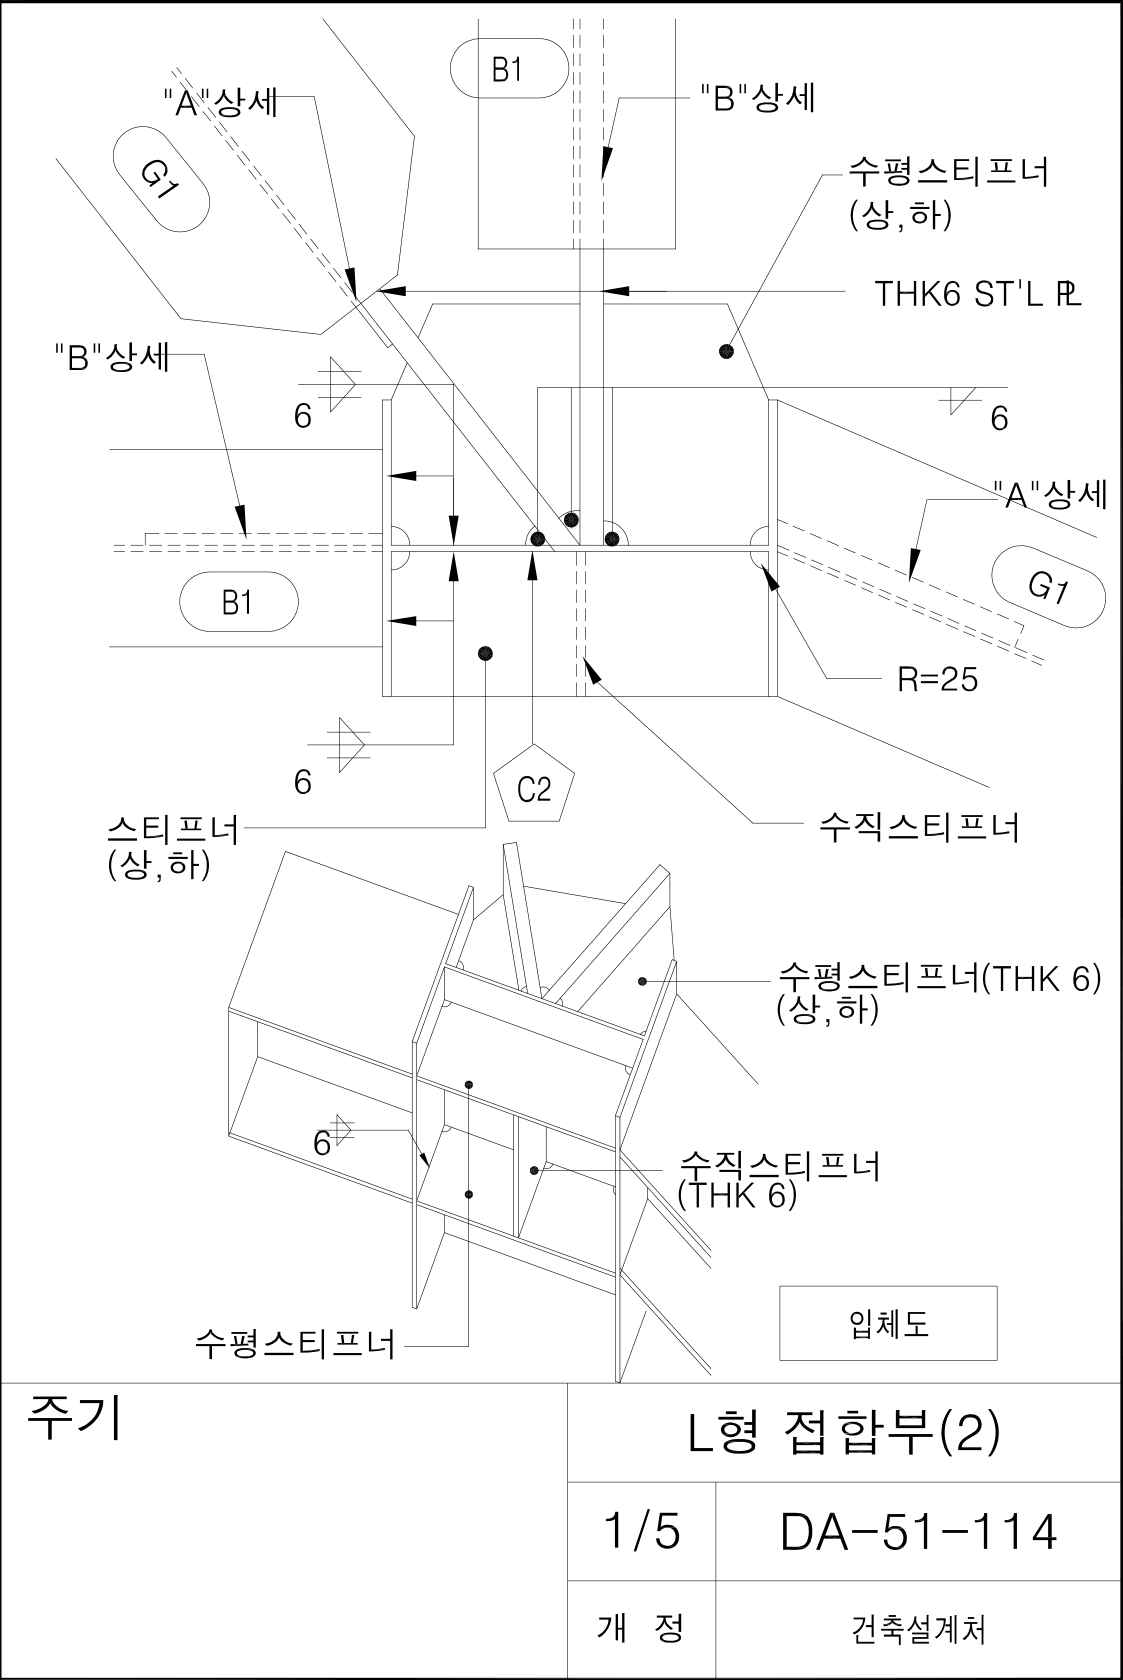 B1
"A"상세
"B"상세
G1
수평스티프너
(상,하)
THK6 ST'L PL
"B"상세
6
6
"A"상세
G1
B1
R=25
6
C2
스티프너
(상,하)
수직스티프너
수평스티프너(THK 6)
(상,하)
6
수직스티프너
(THK 6)
수평스티프너
입체도
주기
L형 접합부(2)
1/5
DA-51-114
개 정
건축설계처